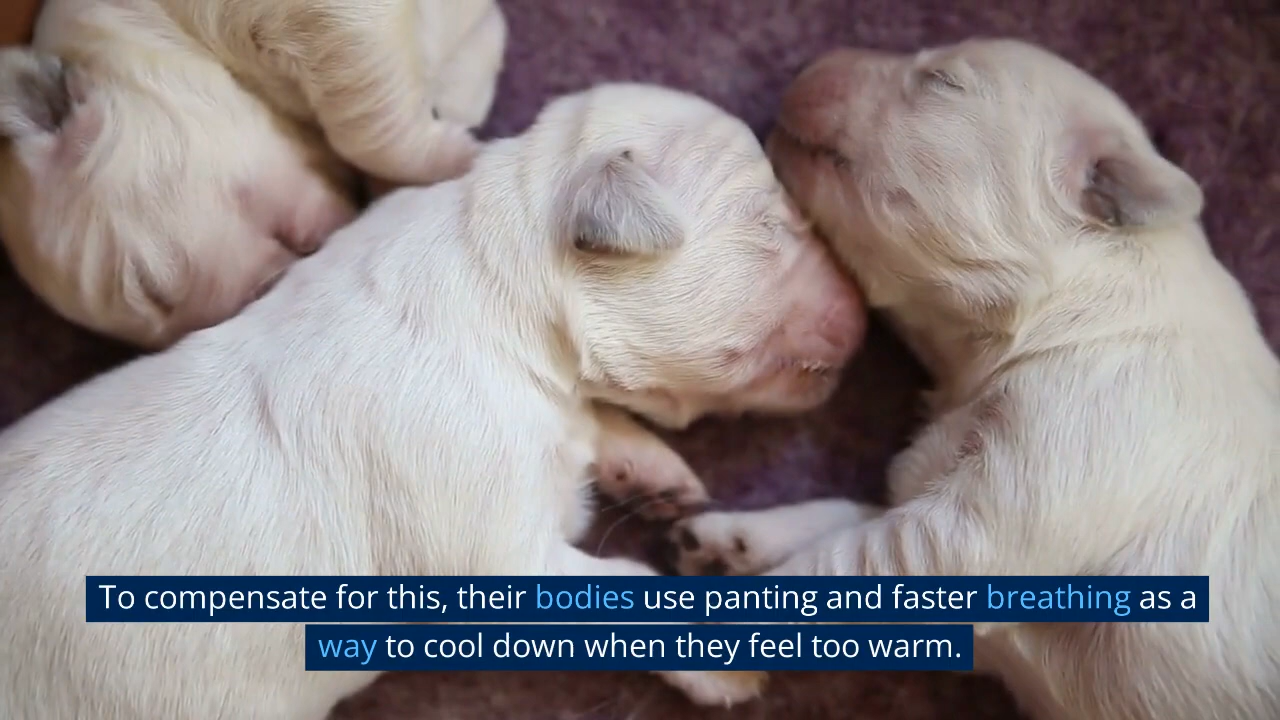 To compensate for this, their bodies use panting and faster breathing as a
way to cool down when they feel too warm.